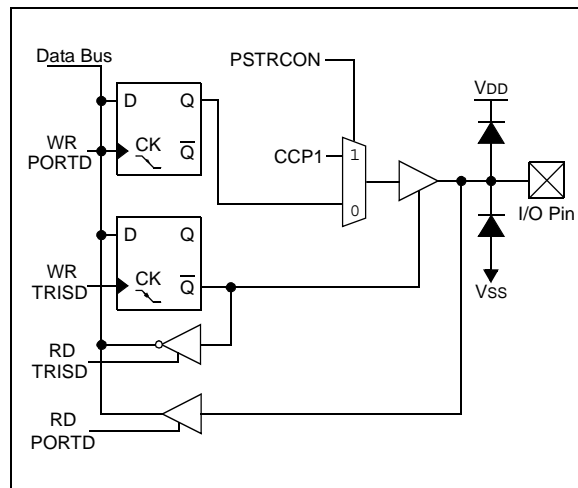 Data Bus
D
Q
CK
Q
WR
PORTD
PSTRCON
CCP1
1
0
VDD
I/O Pin
VSS
D
Q
CK
Q
WR
TRISD
RD
TRISD
RD
PORTD